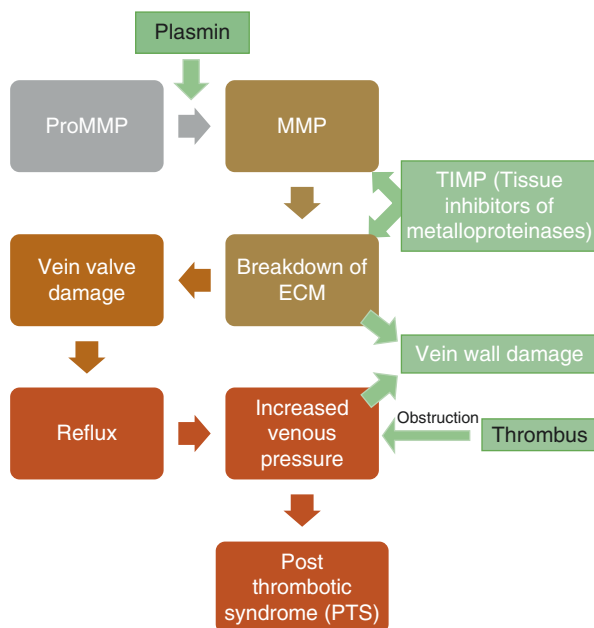 Plasmin
ProMMP
MMP
TIMP (Tissue
inhibitors of
metalloproteinases)
Vein valve
damage
Breakdown of
ECM
Vein wall damage
Reflux
Increased
venous
pressure
Obstruction
Thrombus
Post
thrombotic
syndrome (PTS)